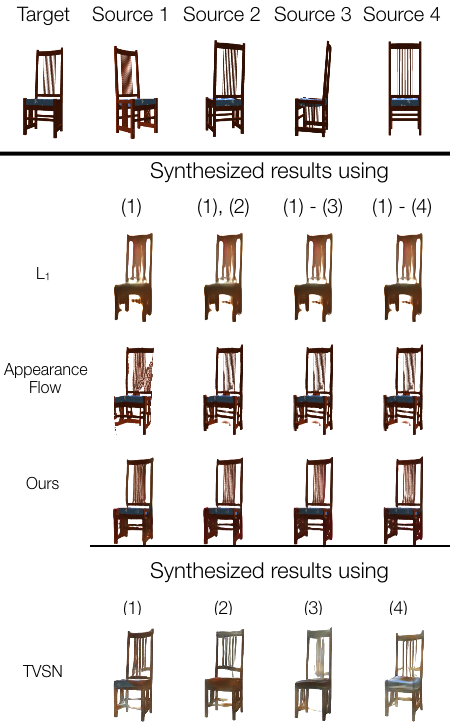 Target Source 1 Source 2 Source 3 Source 4
Synthesized results using
(1) (1), (2) (1) - (3) (1) - (4)
L₁
Appearance
Flow
Ours
Synthesized results using
(1) (2) (3) (4)
TVSN